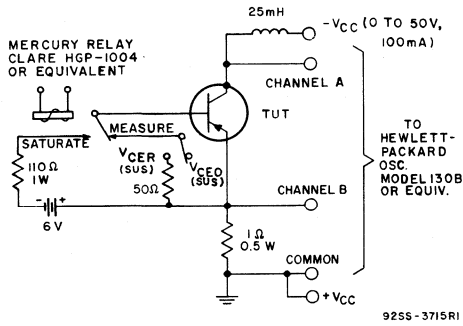 25mH
-VCC (0 TO 50V,
100mA)
MERCURY RELAY
CLARE HGP-1004
OR EQUIVALENT
CHANNEL A
TUT
TO
HEWLETT-
PACKARD
OSC.
MODEL 130B
OR EQUIV.
SATURATE
MEASURE
VCER
(SUS)
VCEO
(SUS)
110Ω
1W
50Ω
CHANNEL B
- +
6V
1Ω
0.5 W
COMMON
+VCC
92SS-3715R1